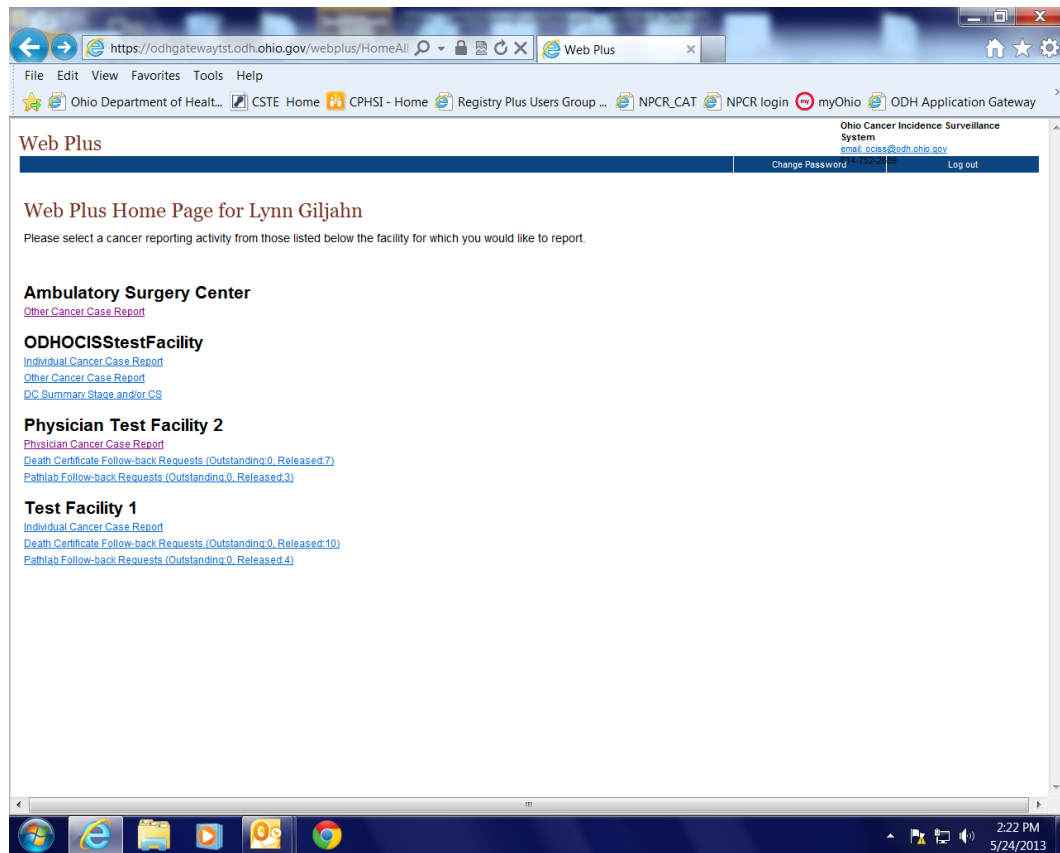 https://odhgatewaytst.odh.ohio.gov/webplus/HomeAll
Web Plus
File Edit View Favorites Tools Help
Ohio Department of Healt... CSTE Home CPHSI - Home Registry Plus Users Group ... NPCR_CAT NPCR login myOhio ODH Application Gateway
Web Plus
Ohio Cancer Incidence Surveillance
System
email: ociss@odh.ohio.gov
Change Password Log out
Web Plus Home Page for Lynn Giljahn
Please select a cancer reporting activity from those listed below the facility for which you would like to report.
Ambulatory Surgery Center
Other Cancer Case Report
ODHOCISStestFacility
Individual Cancer Case Report
Other Cancer Case Report
DC Summary Stage and/or CS
Physician Test Facility 2
Physician Cancer Case Report
Death Certificate Follow-back Requests (Outstanding:0, Released:7)
Pathlab Follow-back Requests (Outstanding:0, Released:3)
Test Facility 1
Individual Cancer Case Report
Death Certificate Follow-back Requests (Outstanding:0, Released:10)
Pathlab Follow-back Requests (Outstanding:0, Released:4)
2:22 PM
5/24/2013